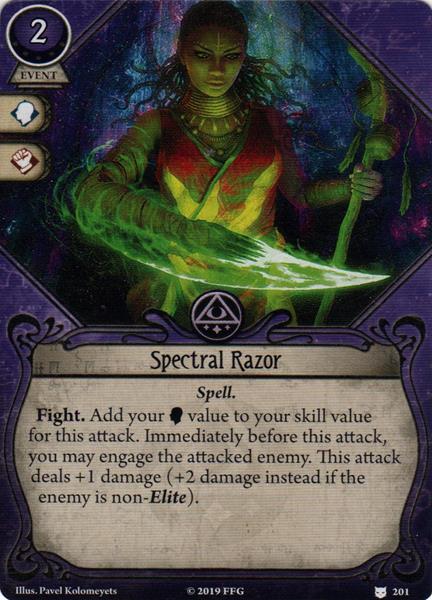 2
EVENT
Spectral Razor
Spell.
Fight. Add your value to your skill value
for this attack. Immediately before this attack,
you may engage the attacked enemy. This attack
deals +1 damage (+2 damage instead if the
enemy is non-Elite).
Illus. Pavel Kolomeyets © 2019 FFG 201